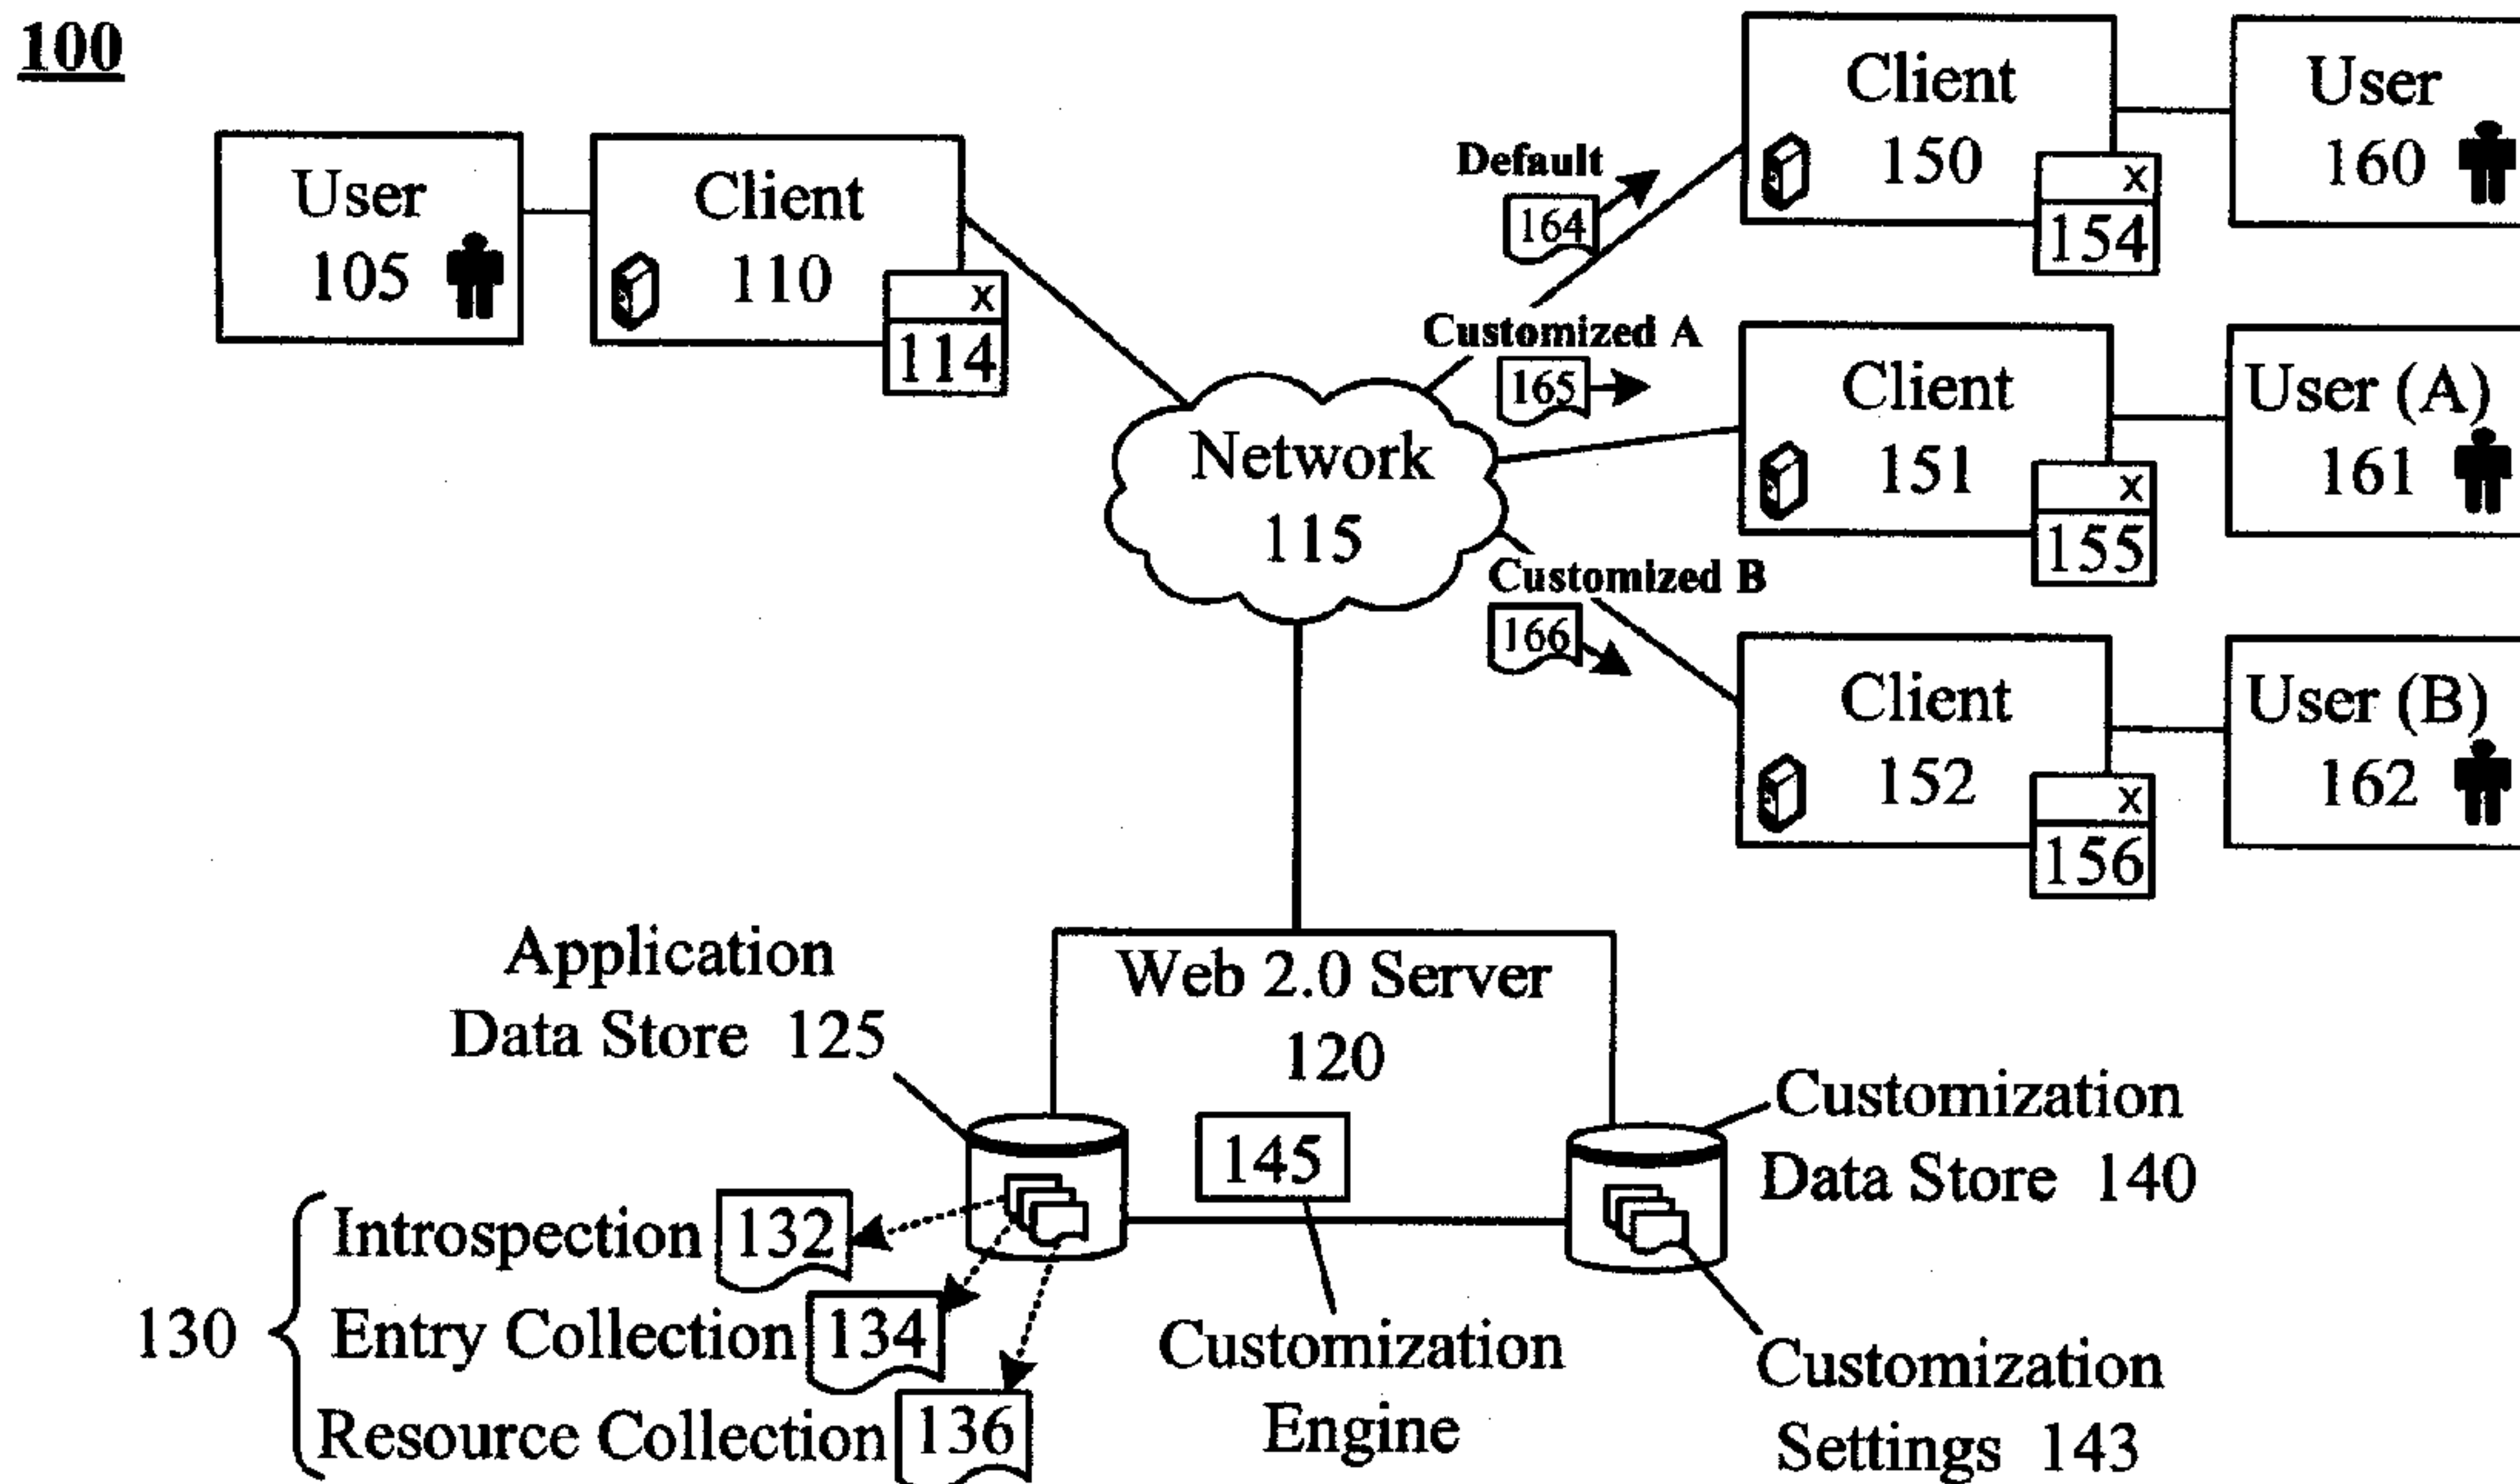 100
User
105
Client
110
x
114
Default
164
Client
150
x
154
User
160
Customized A
165
Client
151
x
155
User (A)
161
Network
115
Customized B
166
Client
152
x
156
User (B)
162
Application
Data Store 125
Web 2.0 Server
120
145
Customization
Data Store 140
130
Introspection 132
Entry Collection 134
Resource Collection 136
Customization
Engine
Customization
Settings 143